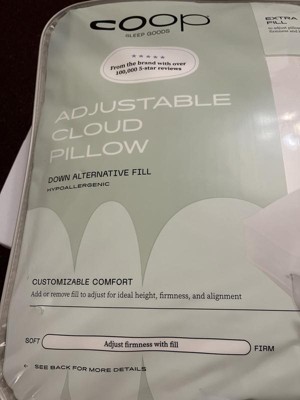 coop
SLEEP GOODS
EXTRA
FILL
From the brand with over
100,000 5-star reviews
ADJUSTABLE
CLOUD
PILLOW
DOWN ALTERNATIVE FILL
HYPOALLERGENIC
CUSTOMIZABLE COMFORT
Add or remove fill to adjust for ideal height, firmness, and alignment
SOFT
Adjust firmness with fill
FIRM
SEE BACK FOR MORE DETAILS